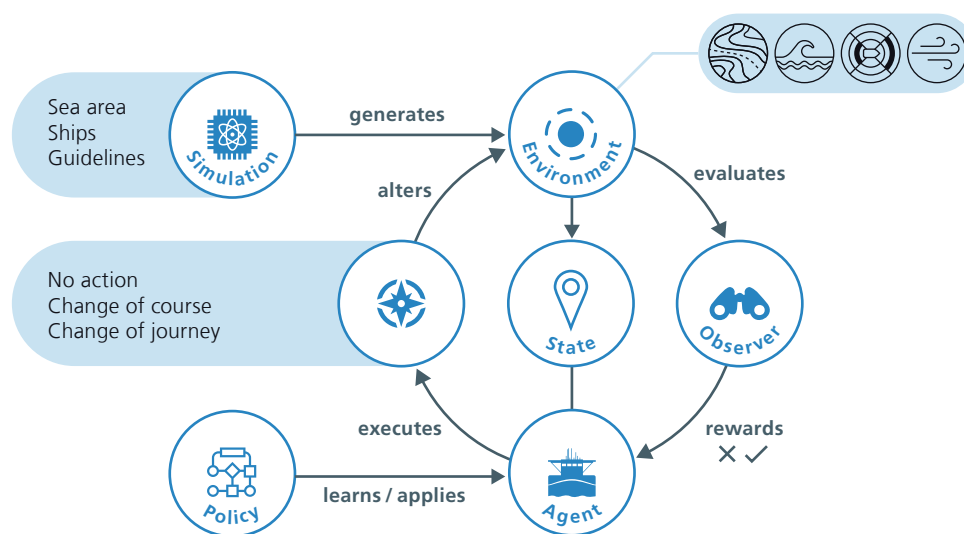 Sea area
Ships
Guidelines
Simulation
generates
Environment
alters
evaluates
No action
Change of course
Change of journey
State
Observer
executes
rewards
Policy
learns / applies
Agent